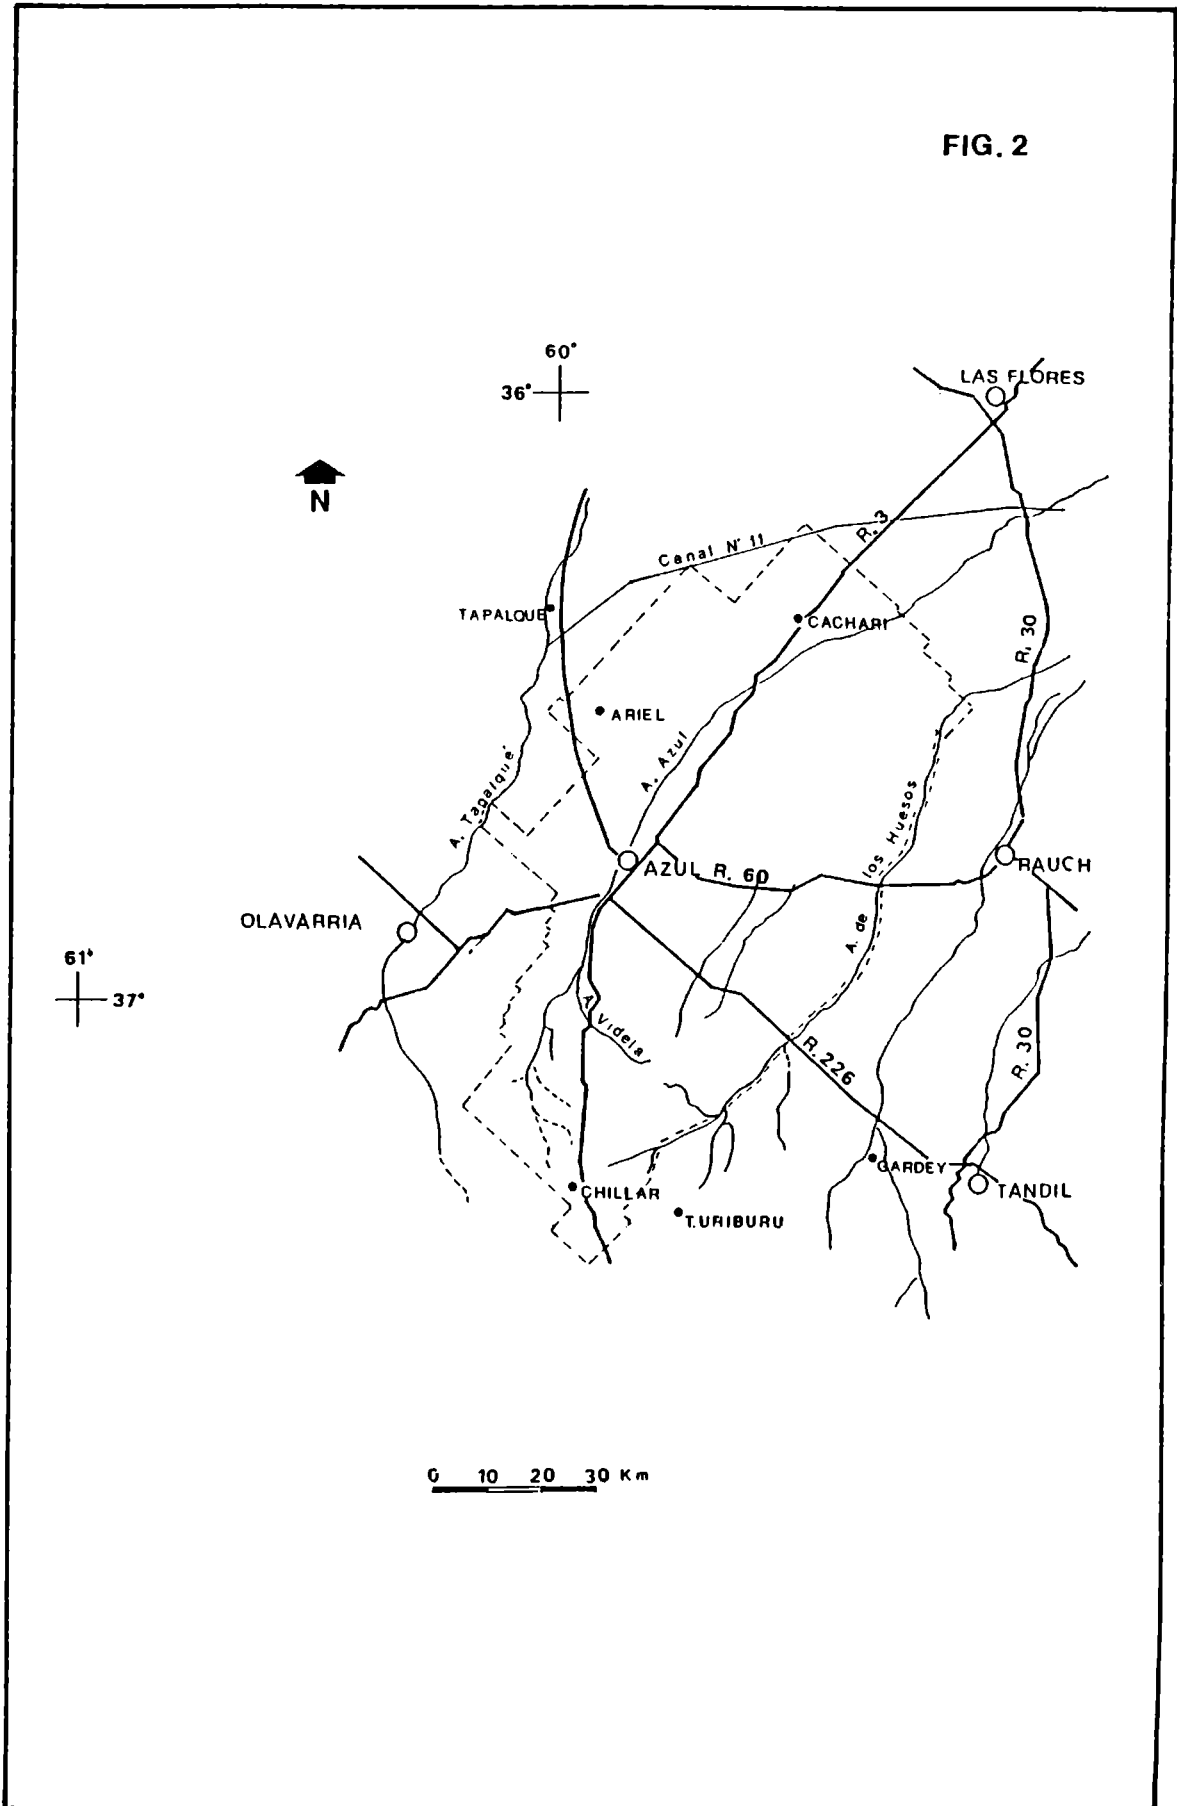 FIG. 2
60°
36°
LAS FLORES
N
R. 3
Canal N° 11
TAPALQUE
CACHARI
R. 30
ARIEL
A. Azul
A. Tapalqué
los Huesos
A. de
AZUL
R. 60
RAUCH
OLAVARRIA
61°
37°
A. Videla
R. 226
R. 30
GARDEY
CHILLAR
TANDIL
T. URIBURU
0 10 20 30 Km